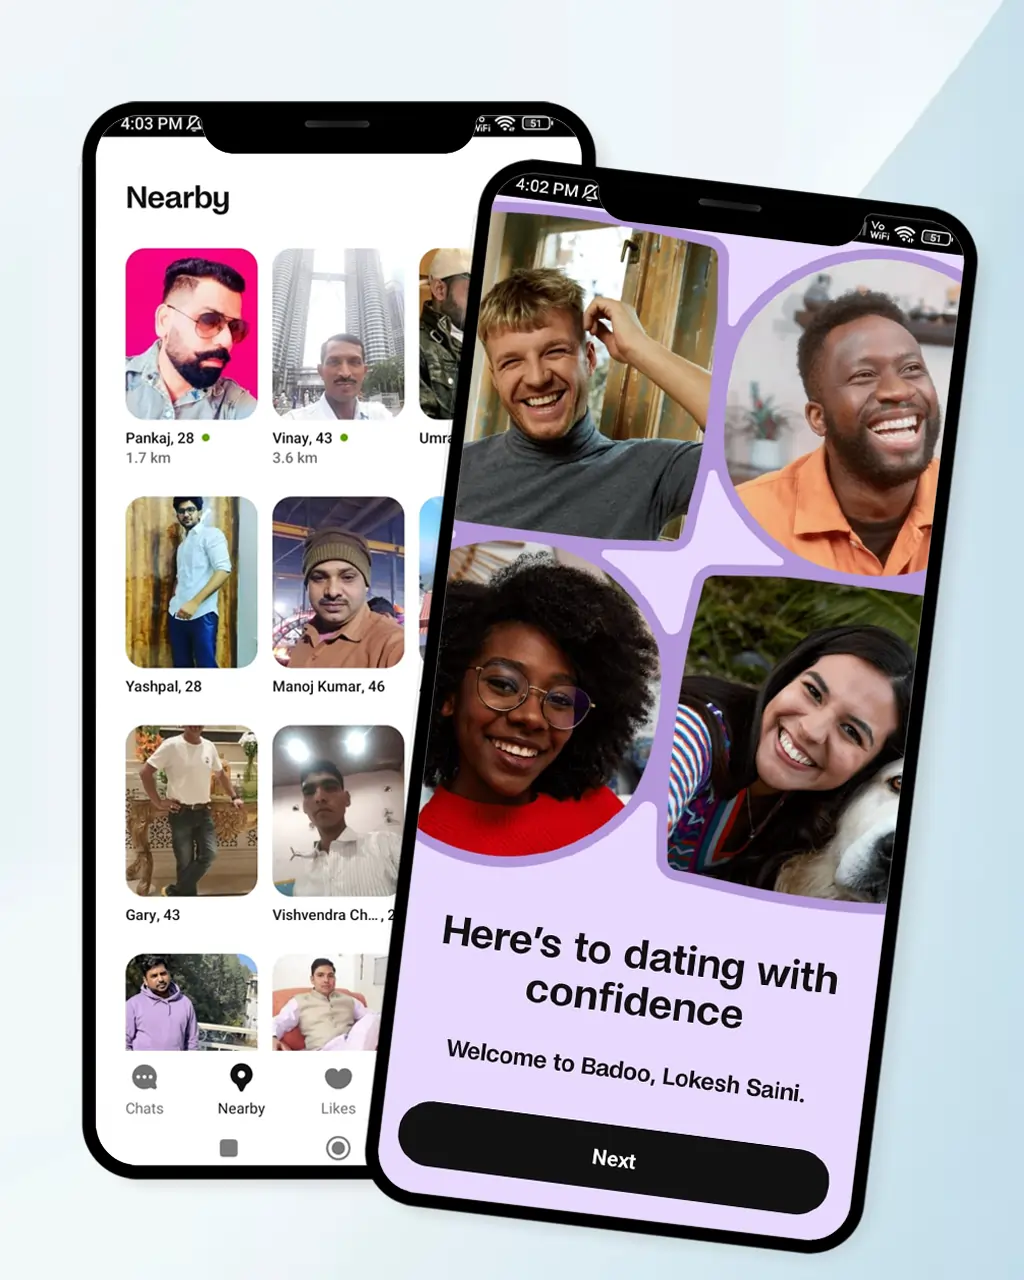 4:03 PM
Vo
WiFi
51
Nearby
Pankaj, 28
1.7 km
Vinay, 43
3.6 km
Umra
Yashpal, 28
Manoj Kumar, 46
Gary, 43
Vishvendra Ch..., 2
Chats
Nearby
Likes
4:02 PM
Vo
WiFi
51
Here's to dating with
confidence
Welcome to Badoo, Lokesh Saini.
Next